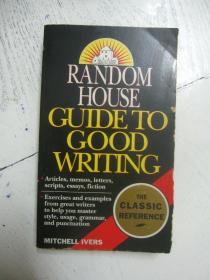 RANDOM
HOUSE
GUIDE TO
GOOD
WRITING
Articles, memos, letters,
scripts, essays, fiction
Exercises and examples
from great writers
to help you master
style, usage, grammar,
and punctuation
THE
CLASSIC
REFERENCE
MITCHELL IVERS